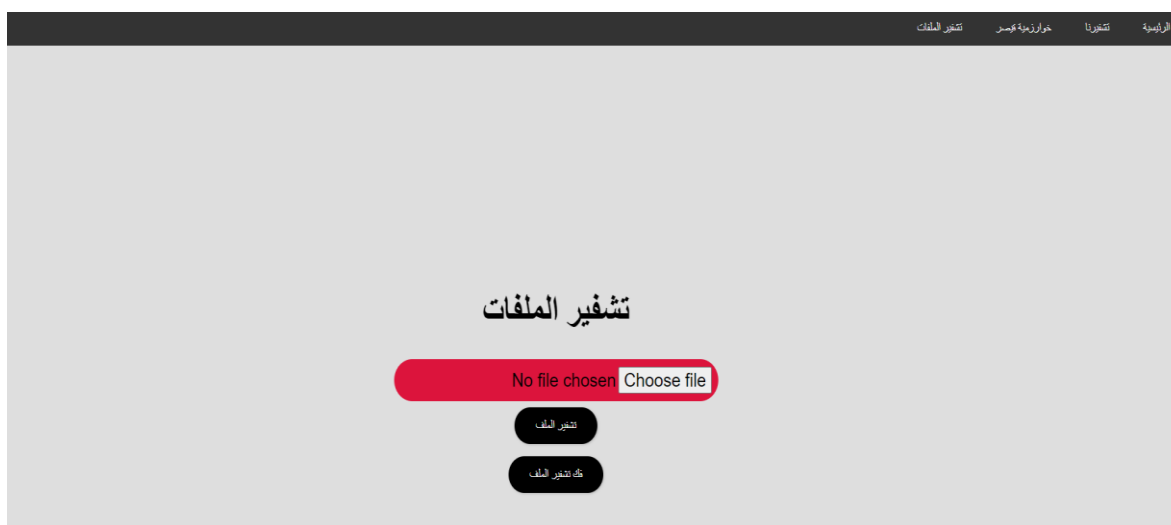 الرئيسية تشفيرنا خوارزمية قيصر تشفير الملفات
تشفير الملفات
Choose file No file chosen
تشفير الملف
فك تشفير الملف